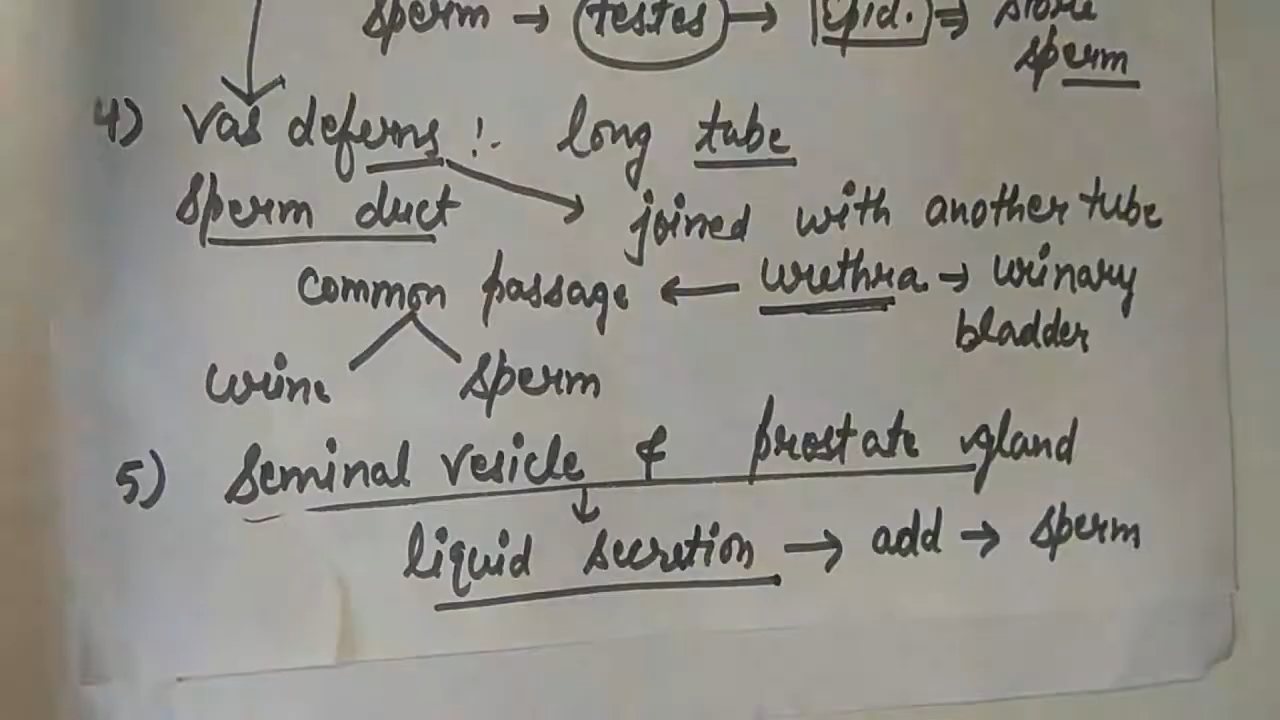 sperm → testes → Epid. ⇒ store
sperm
4) Vas deferns :- long tube
Sperm duct → joined with another tube
common passage ← urethra → urinary
bladder
urine sperm
5) Seminal vesicle & prostate gland
↓
liquid secretion → add → sperm